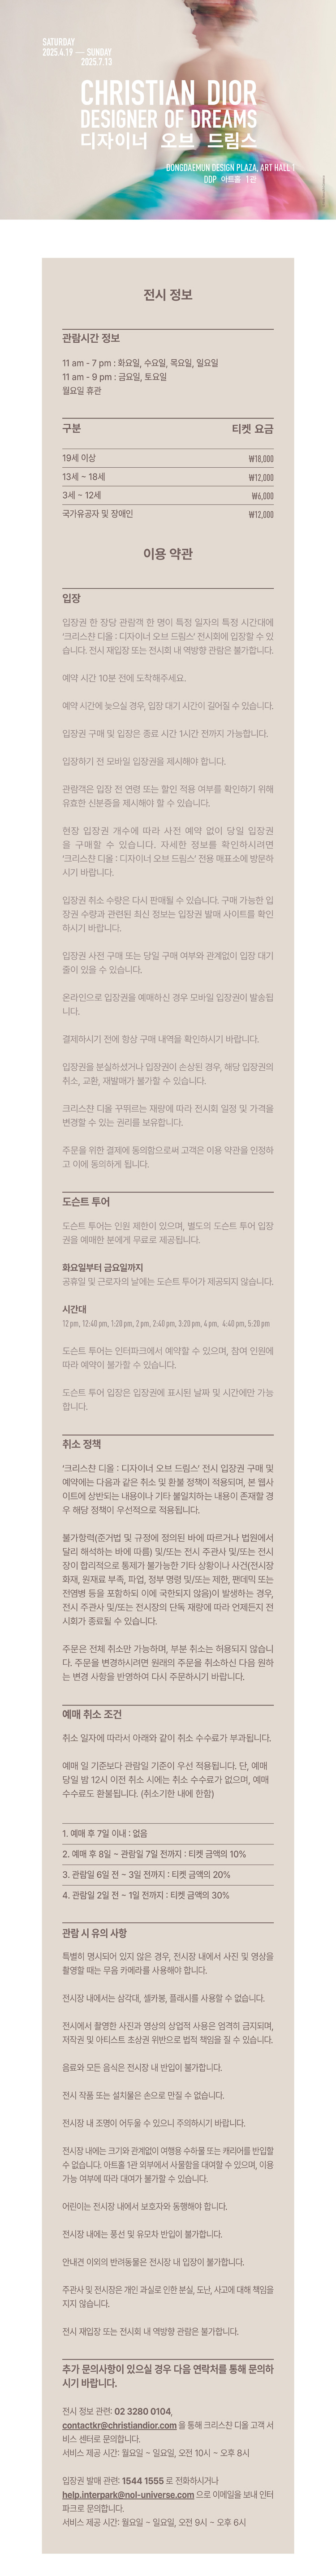 SATURDAY
2025.4.19 — SUNDAY
2025.7.13
CHRISTIAN DIOR
DESIGNER OF DREAMS
디자이너 오브 드림스
DONGDAEMUN DESIGN PLAZA, ART HALL 1
DDP 아트홀 1관
전시 정보
관람시간 정보
11 am - 7 pm : 화요일, 수요일, 목요일, 일요일
11 am - 9 pm : 금요일, 토요일
월요일 휴관
구분 티켓 요금
19세 이상 ₩18,000
13세 ~ 18세 ₩12,000
3세 ~ 12세 ₩6,000
국가유공자 및 장애인 ₩12,000
이용 약관
입장
입장권 한 장당 관람객 한 명이 특정 일자의 특정 시간대에
‘크리스챤 디올 : 디자이너 오브 드림스’ 전시회에 입장할 수 있
습니다. 전시 재입장 또는 전시회 내 역방향 관람은 불가합니다.
예약 시간 10분 전에 도착해주세요.
예약 시간에 늦으실 경우, 입장 대기 시간이 길어질 수 있습니다.
입장권 구매 및 입장은 종료 시간 1시간 전까지 가능합니다.
입장하기 전 모바일 입장권을 제시해야 합니다.
관람객은 입장 전 연령 또는 할인 적용 여부를 확인하기 위해
유효한 신분증을 제시해야 할 수 있습니다.
현장 입장권 개수에 따라 사전 예약 없이 당일 입장권
을 구매할 수 있습니다. 자세한 정보를 확인하시려면
‘크리스챤 디올 : 디자이너 오브 드림스’ 전용 매표소에 방문하
시기 바랍니다.
입장권 취소 수량은 다시 판매될 수 있습니다. 구매 가능한 입
장권 수량과 관련된 최신 정보는 입장권 발매 사이트를 확인
하시기 바랍니다.
입장권 사전 구매 또는 당일 구매 여부와 관계없이 입장 대기
줄이 있을 수 있습니다.
온라인으로 입장권을 예매하신 경우 모바일 입장권이 발송됩
니다.
결제하시기 전에 항상 구매 내역을 확인하시기 바랍니다.
입장권을 분실하셨거나 입장권이 손상된 경우, 해당 입장권의
취소, 교환, 재발매가 불가할 수 있습니다.
크리스챤 디올 꾸뛰르는 재량에 따라 전시회 일정 및 가격을
변경할 수 있는 권리를 보유합니다.
주문을 위한 결제에 동의함으로써 고객은 이용 약관을 인정하
고 이에 동의하게 됩니다.
도슨트 투어
도슨트 투어는 인원 제한이 있으며, 별도의 도슨트 투어 입장
권을 예매한 분에게 무료로 제공됩니다.
화요일부터 금요일까지
공휴일 및 근로자의 날에는 도슨트 투어가 제공되지 않습니다.
시간대
12 pm, 12:40 pm, 1:20 pm, 2 pm, 2:40 pm, 3:20 pm, 4 pm, 4:40 pm, 5:20 pm
도슨트 투어는 인터파크에서 예약할 수 있으며, 참여 인원에
따라 예약이 불가할 수 있습니다.
도슨트 투어 입장은 입장권에 표시된 날짜 및 시간에만 가능
합니다.
취소 정책
‘크리스챤 디올 : 디자이너 오브 드림스’ 전시 입장권 구매 및
예약에는 다음과 같은 취소 및 환불 정책이 적용되며, 본 웹사
이트에 상반되는 내용이나 기타 불일치하는 내용이 존재할 경
우 해당 정책이 우선적으로 적용됩니다.
불가항력(준거법 및 규정에 정의된 바에 따르거나 법원에서
달리 해석하는 바에 따름) 및/또는 전시 주관사 및/또는 전시
장이 합리적으로 통제가 불가능한 기타 상황이나 사건(전시장
화재, 원재료 부족, 파업, 정부 명령 및/또는 제한, 팬데믹 또는
전염병 등을 포함하되 이에 국한되지 않음)이 발생하는 경우,
전시 주관사 및/또는 전시장의 단독 재량에 따라 언제든지 전
시회가 종료될 수 있습니다.
주문은 전체 취소만 가능하며, 부분 취소는 허용되지 않습니
다. 주문을 변경하시려면 원래의 주문을 취소하신 다음 원하
는 변경 사항을 반영하여 다시 주문하시기 바랍니다.
예매 취소 조건
취소 일자에 따라서 아래와 같이 취소 수수료가 부과됩니다.
예매 일 기준보다 관람일 기준이 우선 적용됩니다. 단, 예매
당일 밤 12시 이전 취소 시에는 취소 수수료가 없으며, 예매
수수료도 환불됩니다. (취소기한 내에 한함)
1. 예매 후 7일 이내 : 없음
2. 예매 후 8일 ~ 관람일 7일 전까지 : 티켓 금액의 10%
3. 관람일 6일 전 ~ 3일 전까지 : 티켓 금액의 20%
4. 관람일 2일 전 ~ 1일 전까지 : 티켓 금액의 30%
관람 시 유의 사항
특별히 명시되어 있지 않은 경우, 전시장 내에서 사진 및 영상을
촬영할 때는 무음 카메라를 사용해야 합니다.
전시장 내에서는 삼각대, 셀카봉, 플래시를 사용할 수 없습니다.
전시에서 촬영한 사진과 영상의 상업적 사용은 엄격히 금지되며,
저작권 및 아티스트 초상권 위반으로 법적 책임을 질 수 있습니다.
음료와 모든 음식은 전시장 내 반입이 불가합니다.
전시 작품 또는 설치물은 손으로 만질 수 없습니다.
전시장 내 조명이 어두울 수 있으니 주의하시기 바랍니다.
전시장 내에는 크기와 관계없이 여행용 수하물 또는 캐리어를 반입할
수 없습니다. 아트홀 1관 외부에서 사물함을 대여할 수 있으며, 이용
가능 여부에 따라 대여가 불가할 수 있습니다.
어린이는 전시장 내에서 보호자와 동행해야 합니다.
전시장 내에는 풍선 및 유모차 반입이 불가합니다.
안내견 이외의 반려동물은 전시장 내 입장이 불가합니다.
주관사 및 전시장은 개인 과실로 인한 분실, 도난, 사고에 대해 책임을
지지 않습니다.
전시 재입장 또는 전시회 내 역방향 관람은 불가합니다.
추가 문의사항이 있으실 경우 다음 연락처를 통해 문의하
시기 바랍니다.
전시 정보 관련: 02 3280 0104,
contactkr@christiandior.com 을 통해 크리스챤 디올 고객 서
비스 센터로 문의합니다.
서비스 제공 시간: 월요일 – 일요일, 오전 10시 ~ 오후 8시
입장권 발매 관련: 1544 1555 로 전화하시거나
help.interpark@nol-universe.com 으로 이메일을 보내 인터
파크로 문의합니다.
서비스 제공 시간: 월요일 – 일요일, 오전 9시 ~ 오후 6시